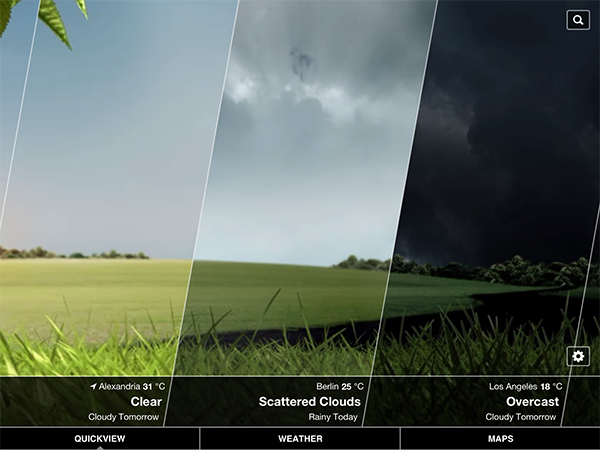 Alexandria 31 °C
Clear
Cloudy Tomorrow
Berlin 25 °C
Scattered Clouds
Rainy Today
Los Angeles 18 °C
Overcast
Cloudy Tomorrow
QUICKVIEW
WEATHER
MAPS